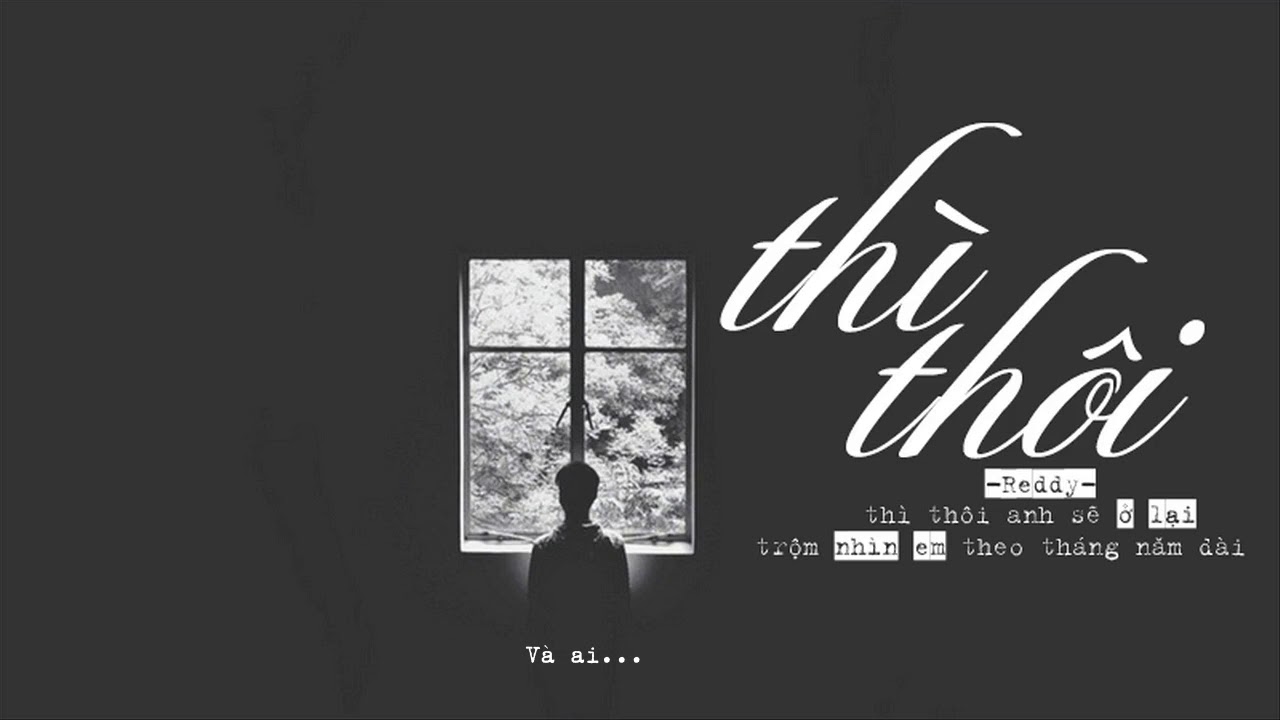 thì
thôi
-Reddy-
thì thôi anh sẽ ở lại
trộm nhìn em theo tháng năm dài
Và ai...